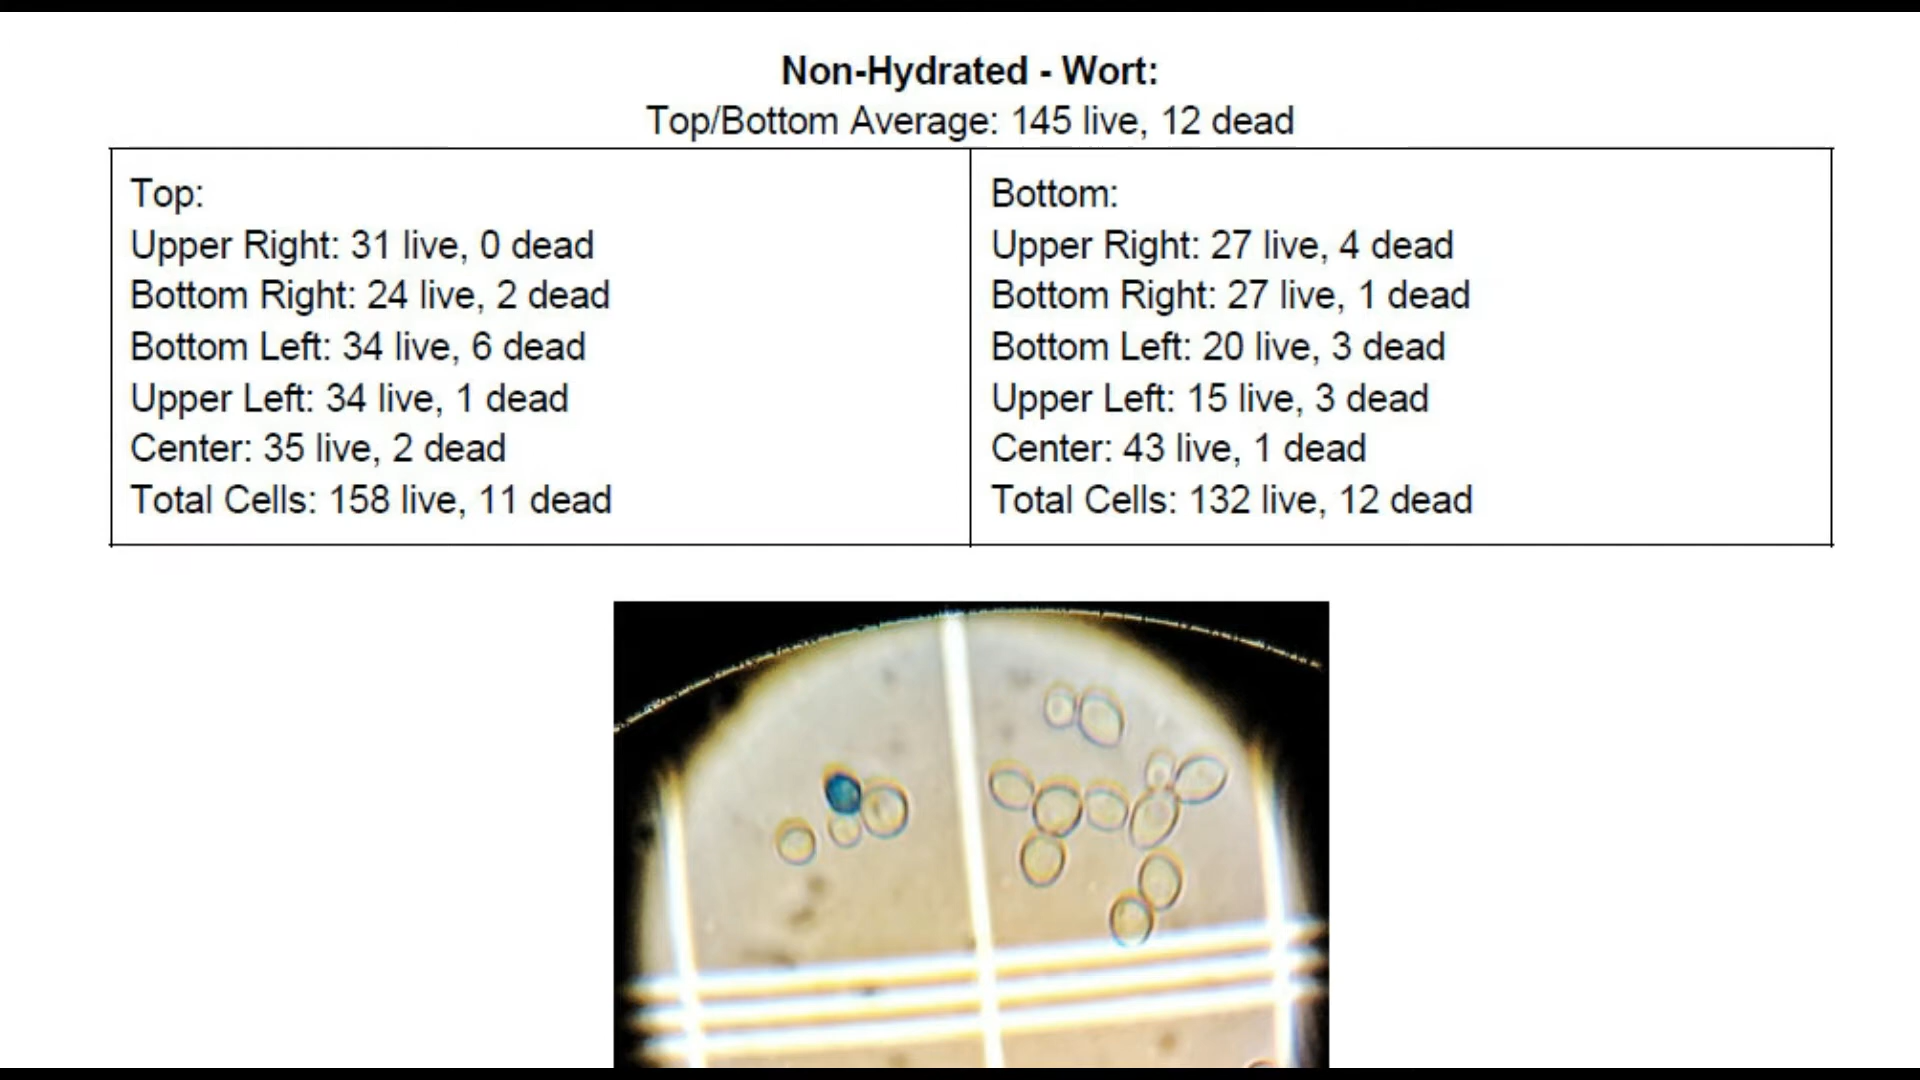 Non-Hydrated - Wort:
Top/Bottom Average: 145 live, 12 dead
Top:
Upper Right: 31 live, 0 dead
Bottom Right: 24 live, 2 dead
Bottom Left: 34 live, 6 dead
Upper Left: 34 live, 1 dead
Center: 35 live, 2 dead
Total Cells: 158 live, 11 dead
Bottom:
Upper Right: 27 live, 4 dead
Bottom Right: 27 live, 1 dead
Bottom Left: 20 live, 3 dead
Upper Left: 15 live, 3 dead
Center: 43 live, 1 dead
Total Cells: 132 live, 12 dead